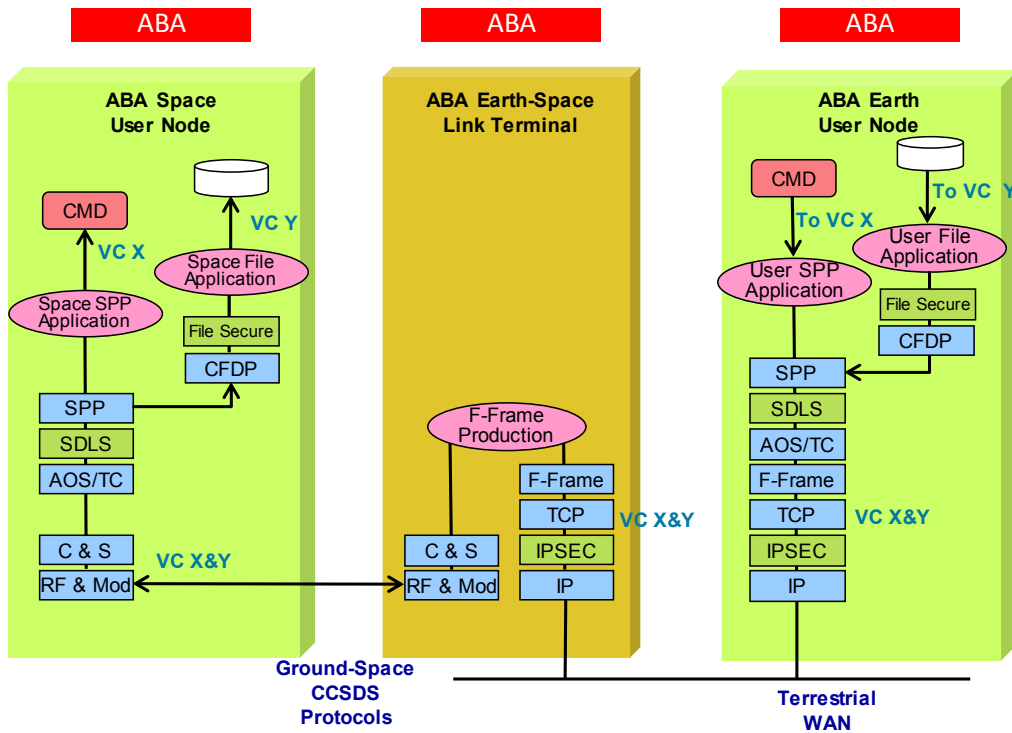 ABA
ABA
ABA
ABA Space
User Node
CMD
VC X
VC Y
Space File
Application
Space SPP
Application
File Secure
CFDP
SPP
SDLS
AOS/TC
C & S
RF & Mod
VC X&Y
ABA Earth-Space
Link Terminal
F-Frame
Production
F-Frame
TCP
VC X&Y
IPSEC
IP
C & S
RF & Mod
ABA Earth
User Node
CMD
To VC X
To VC Y
User File
Application
User SPP
Application
File Secure
CFDP
SPP
SDLS
AOS/TC
F-Frame
TCP
VC X&Y
IPSEC
IP
Ground-Space
CCSDS
Protocols
Terrestrial
WAN